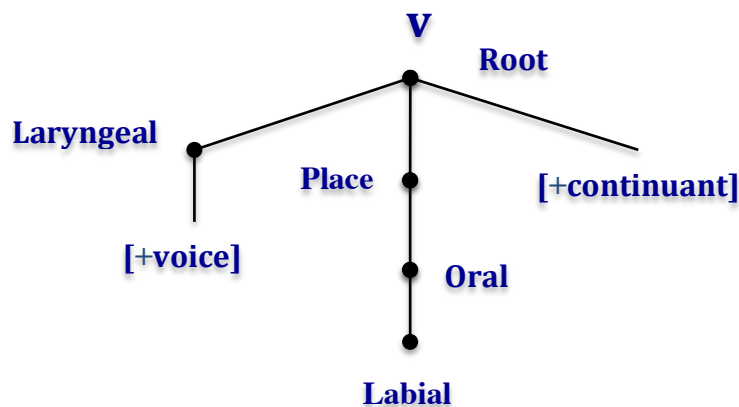 v
Root
Laryngeal
Place
[+continuant]
[+voice]
Oral
Labial